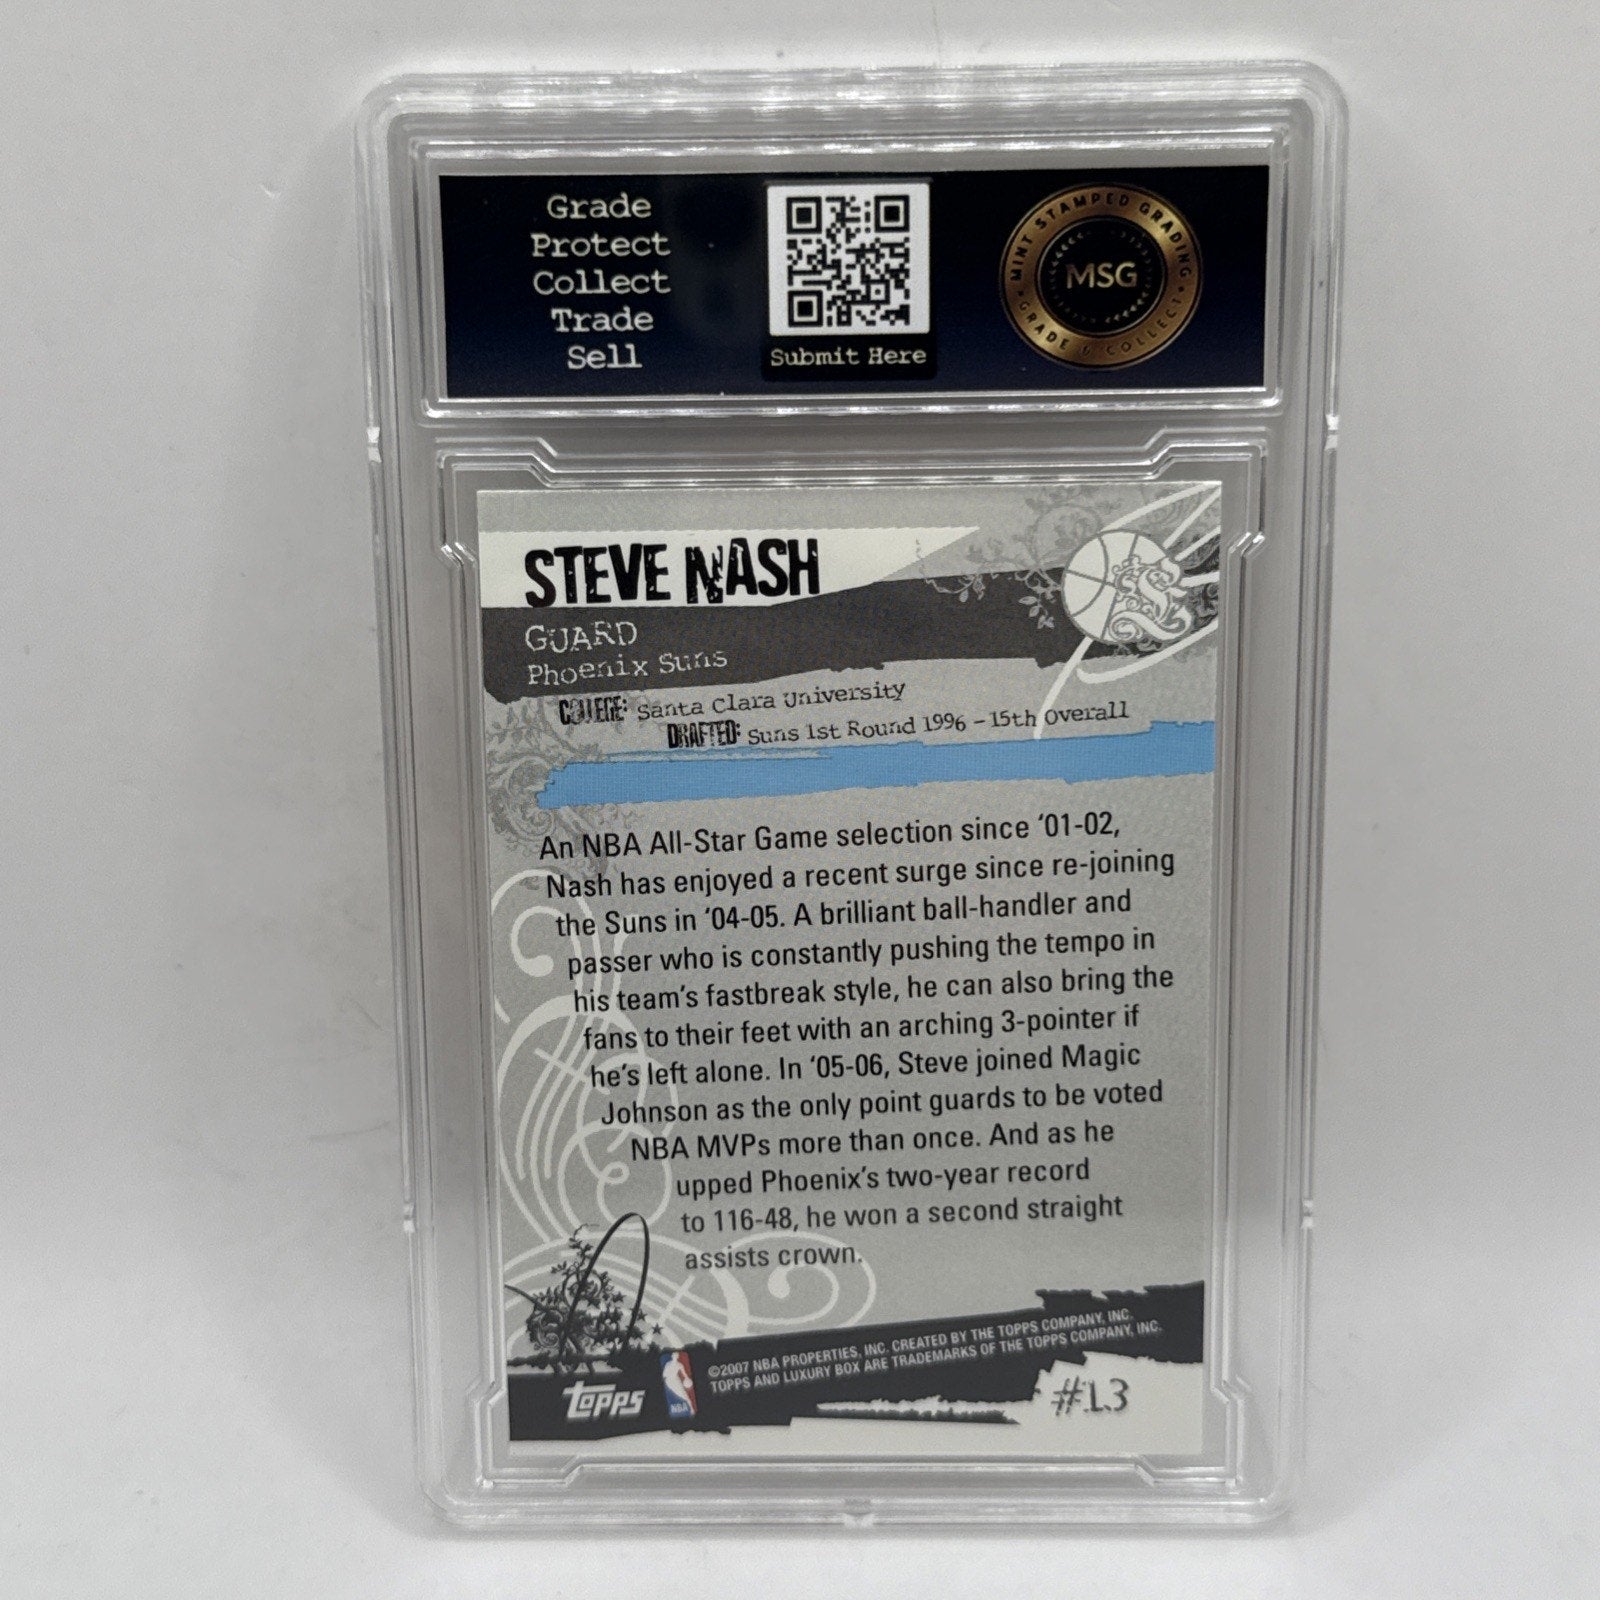 Grade
Protect
Collect
Trade
Sell
Submit Here
MINT STAMPED GRADING
MSG
GRADE & COLLECT
STEVE NASH
GUARD
Phoenix Suns
COLLEGE: Santa Clara University
DRAFTED: Suns 1st Round 1996 – 15th Overall
An NBA All-Star Game selection since '01-02,
Nash has enjoyed a recent surge since re-joining
the Suns in '04-05. A brilliant ball-handler and
passer who is constantly pushing the tempo in
his team's fastbreak style, he can also bring the
fans to their feet with an arching 3-pointer if
he's left alone. In '05-06, Steve joined Magic
Johnson as the only point guards to be voted
NBA MVPs more than once. And as he
upped Phoenix's two-year record
to 116-48, he won a second straight
assists crown.
©2007 NBA PROPERTIES, INC. CREATED BY THE TOPPS COMPANY, INC.
TOPPS AND LUXURY BOX ARE TRADEMARKS OF THE TOPPS COMPANY, INC.
topps
NBA
#13